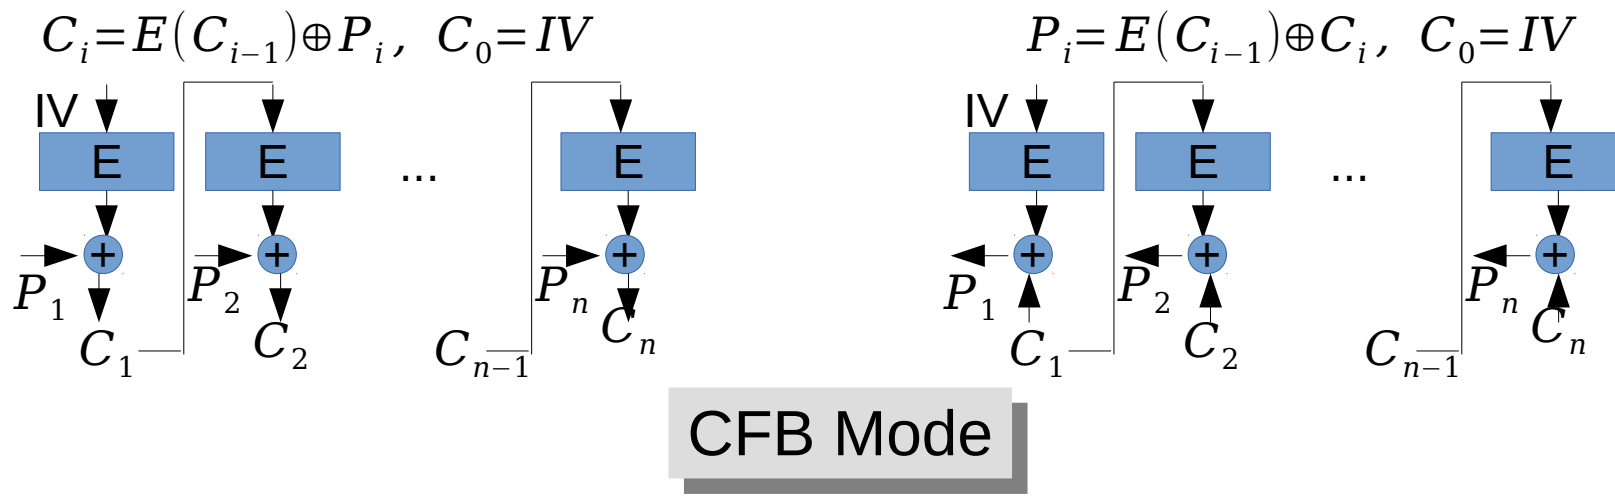 C_i=E(C_{i−1})⊕P_i, C_0=IV
P_i=E(C_{i−1})⊕C_i, C_0=IV
IV
E
E
...
E
+
+
+
P_1
P_2
P_n
C_1
C_2
C_{n−1}
C_n
IV
E
E
...
E
+
+
+
P_1
P_2
P_n
C_1
C_2
C_{n−1}
C_n
CFB Mode